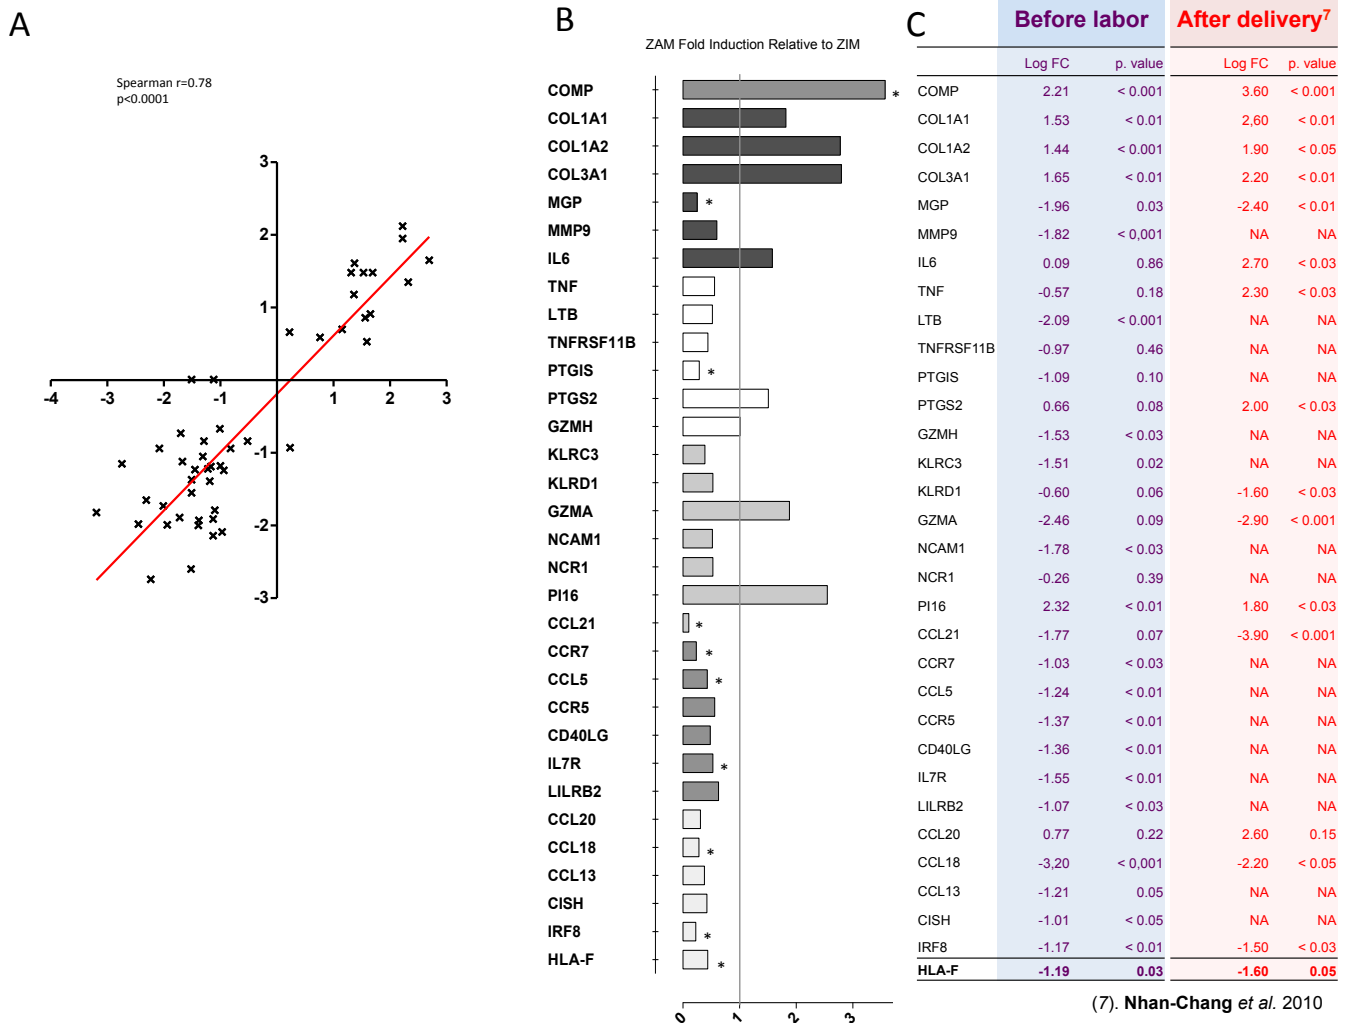 A
Spearman r=0.78
p<0.0001
3
2
1
-4 -3 -2 -1 0 1 2 3
-1
-2
-3
B
ZAM Fold Induction Relative to ZIM
COMP *
COL1A1
COL1A2
COL3A1
MGP *
MMP9
IL6
TNF
LTB
TNFRSF11B
PTGIS *
PTGS2
GZMH
KLRC3
KLRD1
GZMA
NCAM1
NCR1
PI16
CCL21 *
CCR7 *
CCL5 *
CCR5
CD40LG
IL7R *
LILRB2
CCL20
CCL18 *
CCL13
CISH
IRF8 *
HLA-F *
0 1 2 3
C
Before labor After delivery7
Log FC p. value Log FC p. value
COMP 2.21 < 0.001 3.60 < 0.001
COL1A1 1.53 < 0.01 2,60 < 0.01
COL1A2 1.44 < 0.001 1.90 < 0.05
COL3A1 1.65 < 0.01 2.20 < 0.01
MGP -1.96 0.03 -2.40 < 0.01
MMP9 -1.82 < 0,001 NA NA
IL6 0.09 0.86 2.70 < 0.03
TNF -0.57 0.18 2.30 < 0.03
LTB -2.09 < 0.001 NA NA
TNFRSF11B -0.97 0.46 NA NA
PTGIS -1.09 0.10 NA NA
PTGS2 0.66 0.08 2.00 < 0.03
GZMH -1.53 < 0.03 NA NA
KLRC3 -1.51 0.02 NA NA
KLRD1 -0.60 0.06 -1.60 < 0.03
GZMA -2.46 0.09 -2.90 < 0.001
NCAM1 -1.78 < 0.03 NA NA
NCR1 -0.26 0.39 NA NA
PI16 2.32 < 0.01 1.80 < 0.03
CCL21 -1.77 0.07 -3.90 < 0.001
CCR7 -1.03 < 0.03 NA NA
CCL5 -1.24 < 0.01 NA NA
CCR5 -1.37 < 0.01 NA NA
CD40LG -1.36 < 0.01 NA NA
IL7R -1.55 < 0.01 NA NA
LILRB2 -1.07 < 0.03 NA NA
CCL20 0.77 0.22 2.60 0.15
CCL18 -3,20 < 0,001 -2.20 < 0.05
CCL13 -1.21 0.05 NA NA
CISH -1.01 < 0.05 NA NA
IRF8 -1.17 < 0.01 -1.50 < 0.03
HLA-F -1.19 0.03 -1.60 0.05
(7). Nhan-Chang et al. 2010